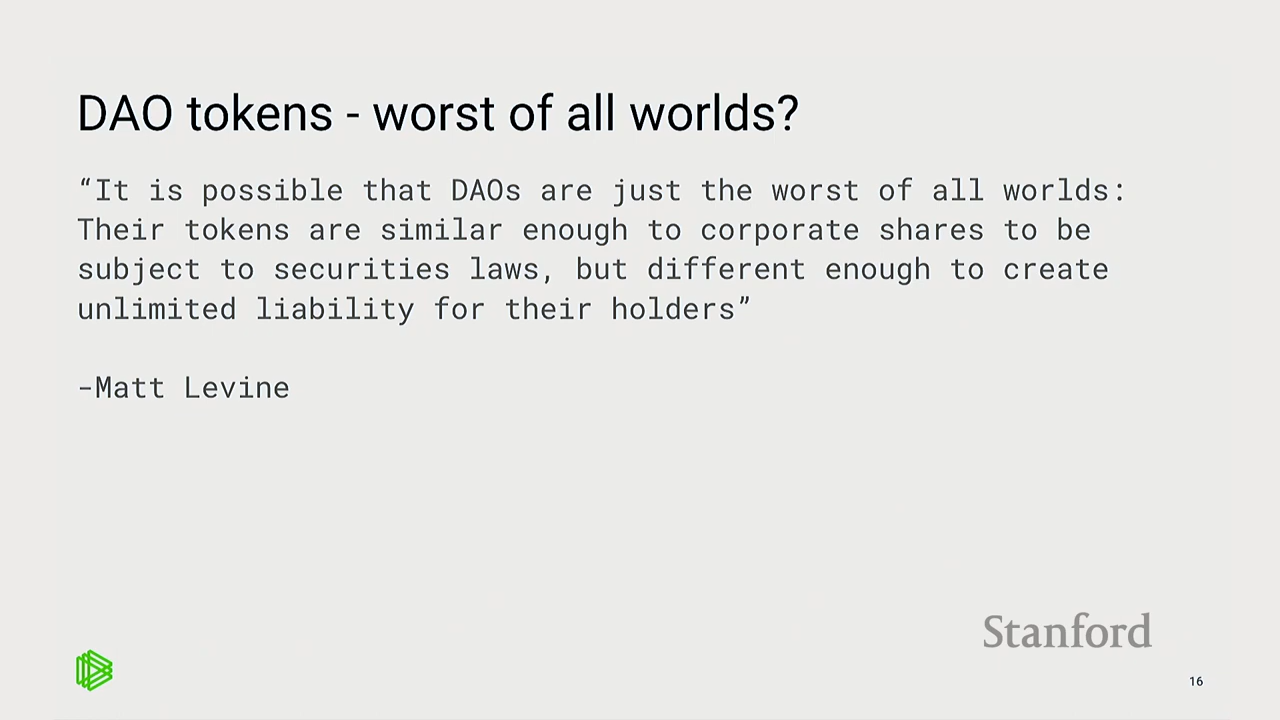 DAO tokens - worst of all worlds?
“It is possible that DAOs are just the worst of all worlds:
Their tokens are similar enough to corporate shares to be
subject to securities laws, but different enough to create
unlimited liability for their holders”
–Matt Levine
Stanford
16